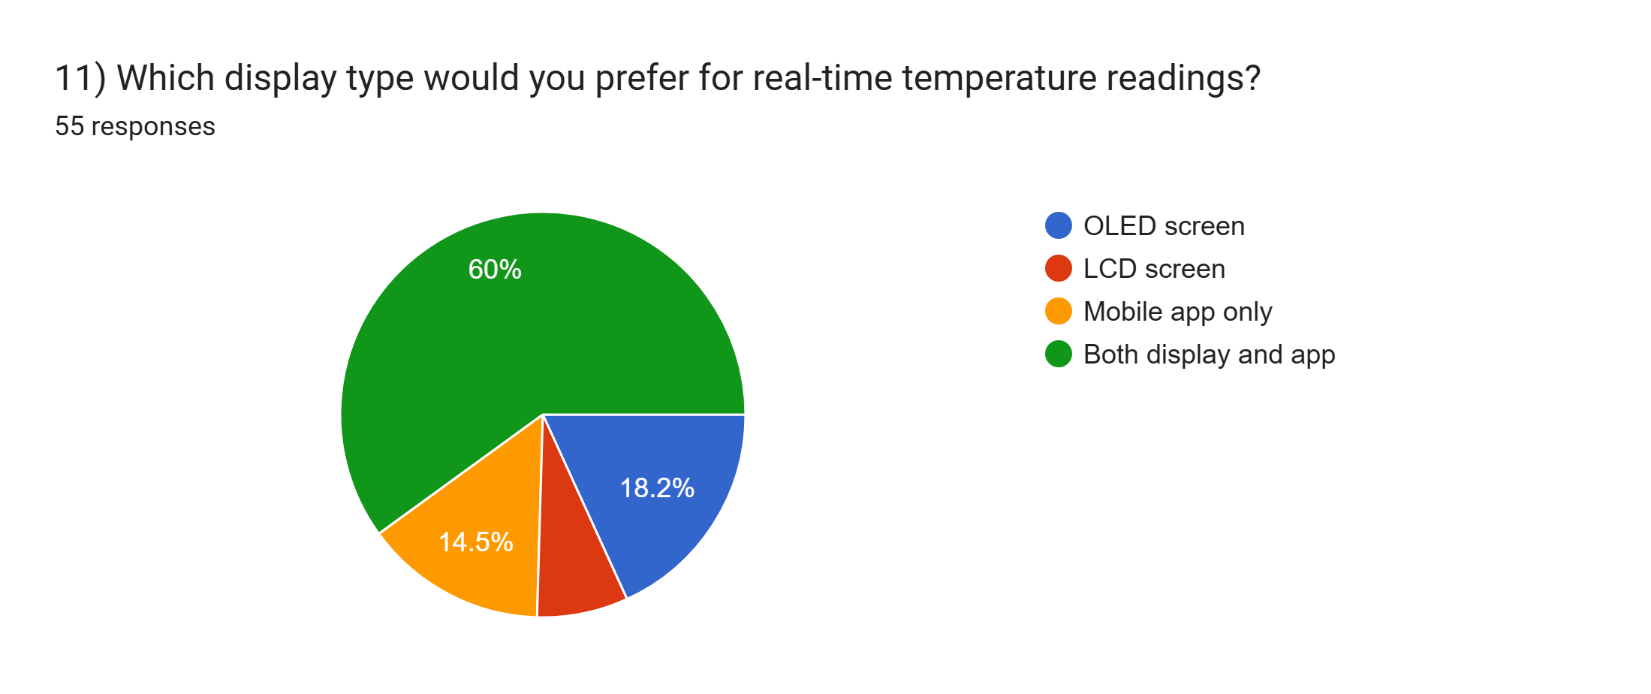 11) Which display type would you prefer for real-time temperature readings?
55 responses
OLED screen
LCD screen
Mobile app only
Both display and app
60%
18.2%
14.5%